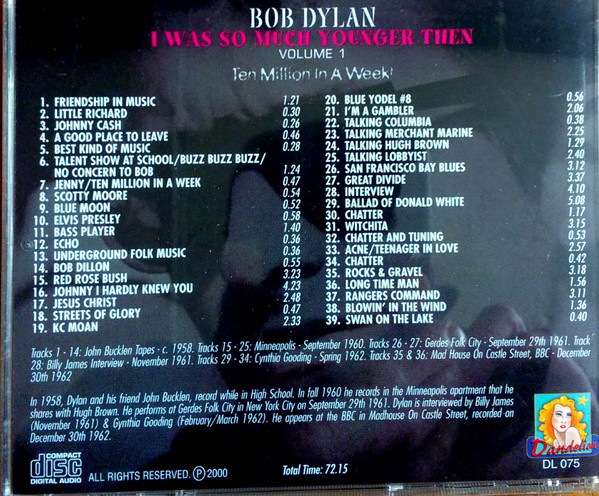 BOB DYLAN
I WAS SO MUCH YOUNGER THEN
VOLUME 1
Ten Million In A Week!
1. FRIENDSHIP IN MUSIC 1.21
2. LITTLE RICHARD 0.30
3. JOHNNY CASH 0.26
4. A GOOD PLACE TO LEAVE 0.46
5. BEST KIND OF MUSIC 0.28
6. TALENT SHOW AT SCHOOL/BUZZ BUZZ BUZZ/
NO CONCERN TO BOB 1.24
7. JENNY/TEN MILLION IN A WEEK 0.47
8. SCOTTY MOORE 0.54
9. BLUE MOON 0.52
10. ELVIS PRESLEY 0.58
11. BASS PLAYER 1.40
12. ECHO 0.36
13. UNDERGROUND FOLK MUSIC 0.36
14. BOB DILLON 0.55
15. RED ROSE BUSH 3.23
16. JOHNNY I HARDLY KNEW YOU 4.23
17. JESUS CHRIST 2.48
18. STREETS OF GLORY 0.47
19. KC MOAN 2.33
20. BLUE YODEL #8 0.56
21. I'M A GAMBLER 2.06
22. TALKING COLUMBIA 0.38
23. TALKING MERCHANT MARINE 2.25
24. TALKING HUGH BROWN 1.29
25. TALKING LOBBYIST 2.40
26. SAN FRANCISCO BAY BLUES 3.12
27. GREAT DIVIDE 3.37
28. INTERVIEW 4.10
29. BALLAD OF DONALD WHITE 5.08
30. CHATTER 1.17
31. WITCHITA 3.15
32. CHATTER AND TUNING 0.53
33. ACNE/TEENAGER IN LOVE 2.57
34. CHATTER 0.42
35. ROCKS & GRAVEL 3.18
36. LONG TIME MAN 1.56
37. RANGERS COMMAND 3.11
38. BLOWIN' IN THE WIND 1.36
39. SWAN ON THE LAKE 0.40
Tracks 1 - 14: John Bucklen Tapes - c. 1958. Tracks 15 - 25: Minneapolis - September 1960. Tracks 26 - 27: Gerdes Folk City - September 29th 1961. Track
28: Billy James Interview - November 1961. Tracks 29 - 34: Cynthia Gooding - Spring 1962. Tracks 35 & 36: Mad House On Castle Street, BBC - December
30th 1962
In 1958, Dylan and his friend John Bucklen, record while in High School. In Fall 1960 he records in the Minneapolis apartment that he
shares with Hugh Brown. He performs at Gerdes Folk City in New York City on September 29th 1961. Dylan is interviewed by Billy James
(November 1961) & Gynthia Gooding (February/March 1962). He appears at the BBC in Madhouse On Castle Street, recorded on
December 30th 1962.
COMPACT
disc
DIGITAL AUDIO
ALL RIGHTS RESERVED. Ⓟ 2000
Total Time: 72.15
Dandelion
DL 075